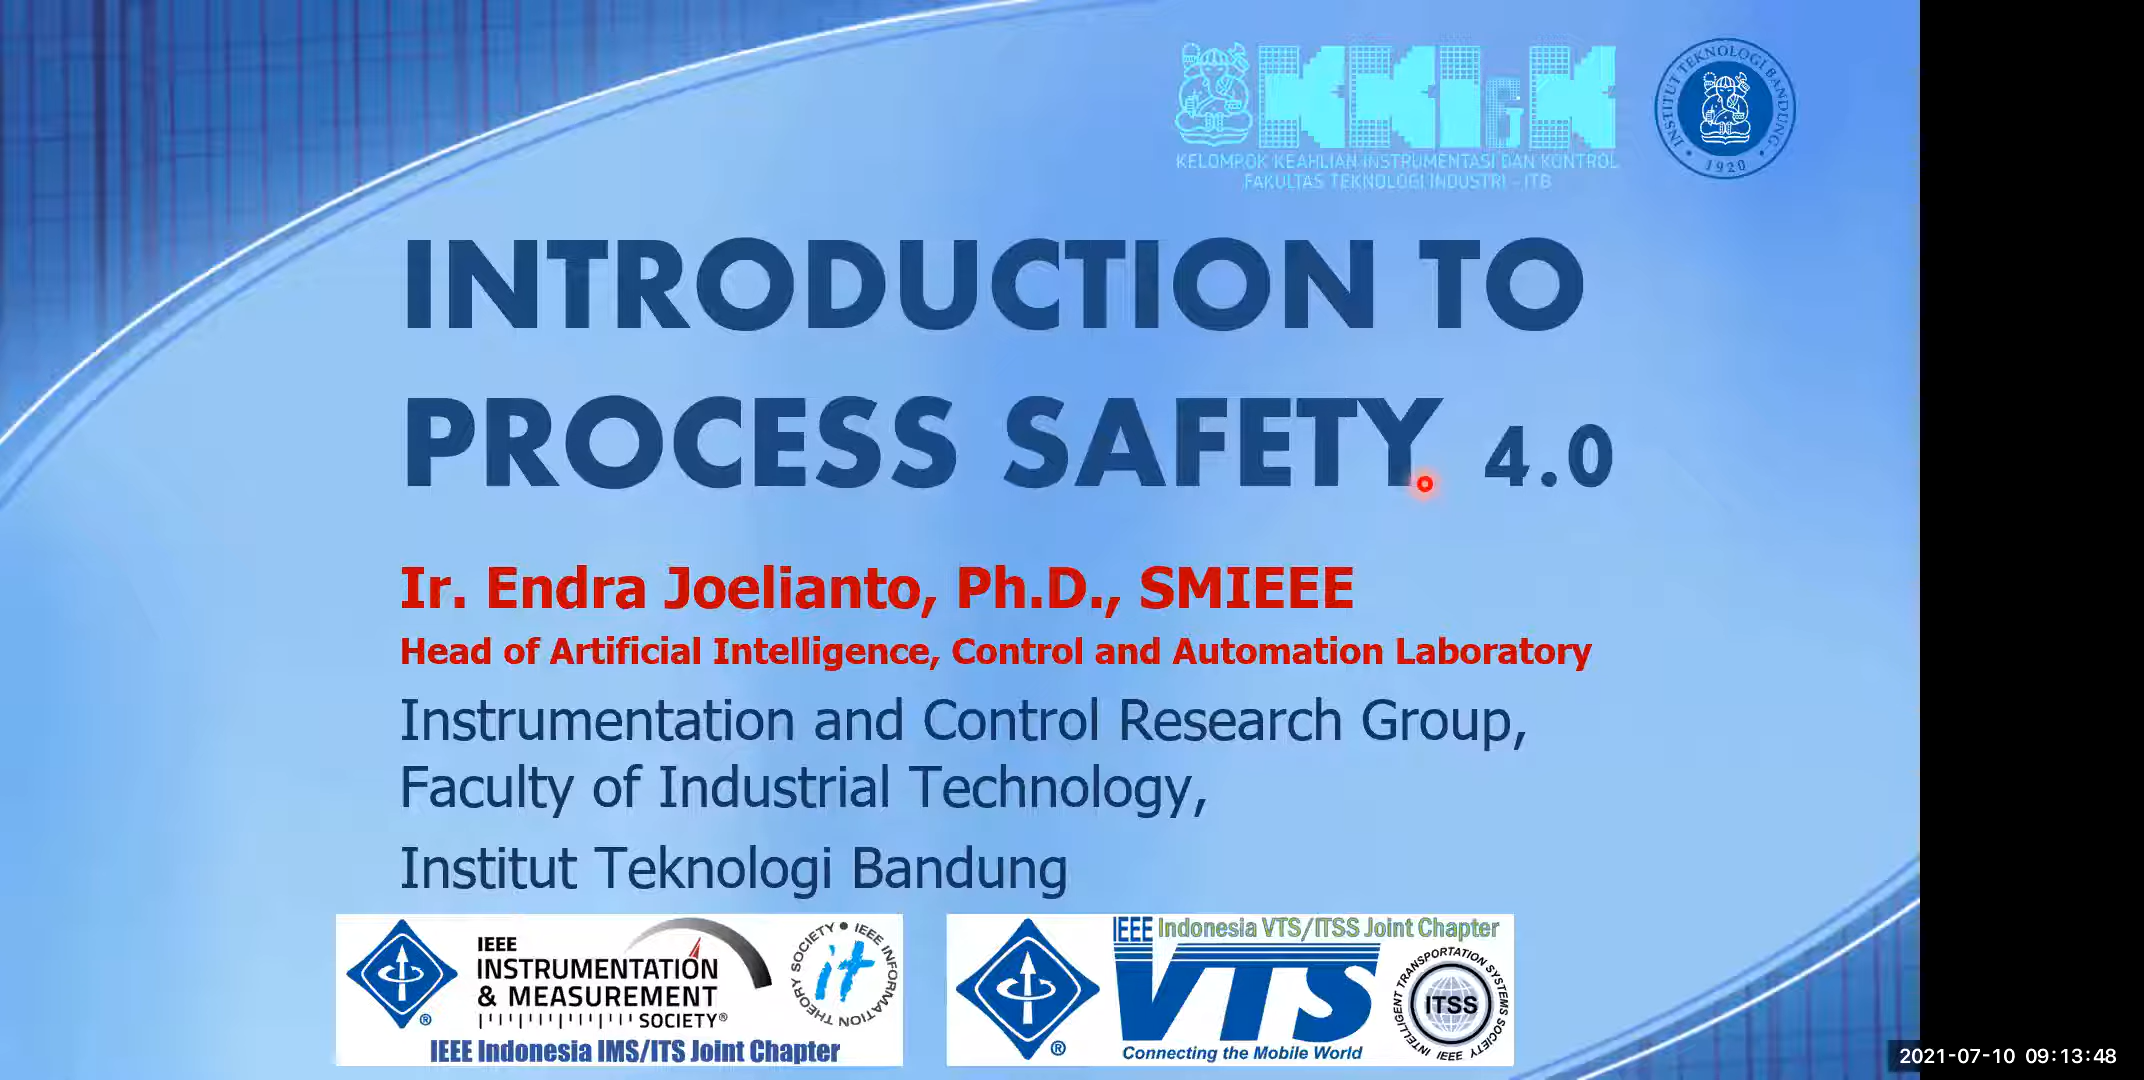 KKIdK
KELOMPOK KEAHLIAN INSTRUMENTASI DAN KONTROL
FAKULTAS TEKNOLOGI INDUSTRI - ITB
INSTITUT TEKNOLOGI BANDUNG
1920
INTRODUCTION TO
PROCESS SAFETY 4.0
Ir. Endra Joelianto, Ph.D., SMIEEE
Head of Artificial Intelligence, Control and Automation Laboratory
Instrumentation and Control Research Group,
Faculty of Industrial Technology,
Institut Teknologi Bandung
IEEE
INSTRUMENTATION
& MEASUREMENT
SOCIETY®
IEEE INFORMATION THEORY SOCIETY
it
®
IEEE Indonesia IMS/ITS Joint Chapter
IEEE Indonesia VTS/ITSS Joint Chapter
VTS
®
Connecting the Mobile World
INTELLIGENT TRANSPORTATION SYSTEMS SOCIETY
ITSS
IEEE
2021-07-10 09:13:48